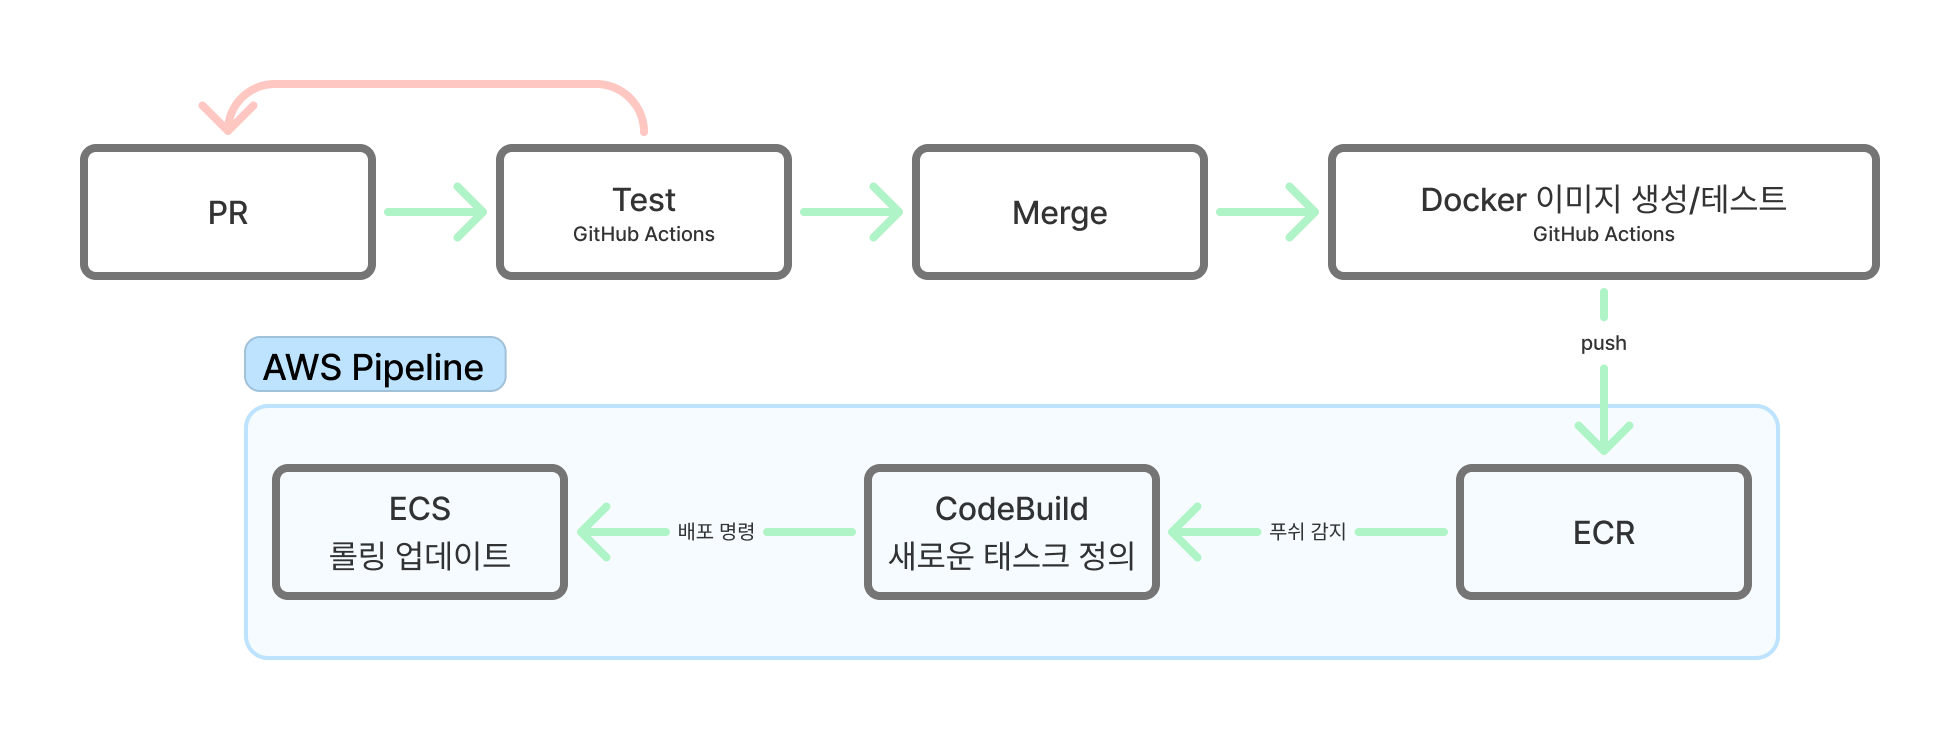 PR
Test
GitHub Actions
Merge
Docker 이미지 생성/테스트
GitHub Actions
push
AWS Pipeline
ECS
롤링 업데이트
배포 명령
CodeBuild
새로운 태스크 정의
푸쉬 감지
ECR